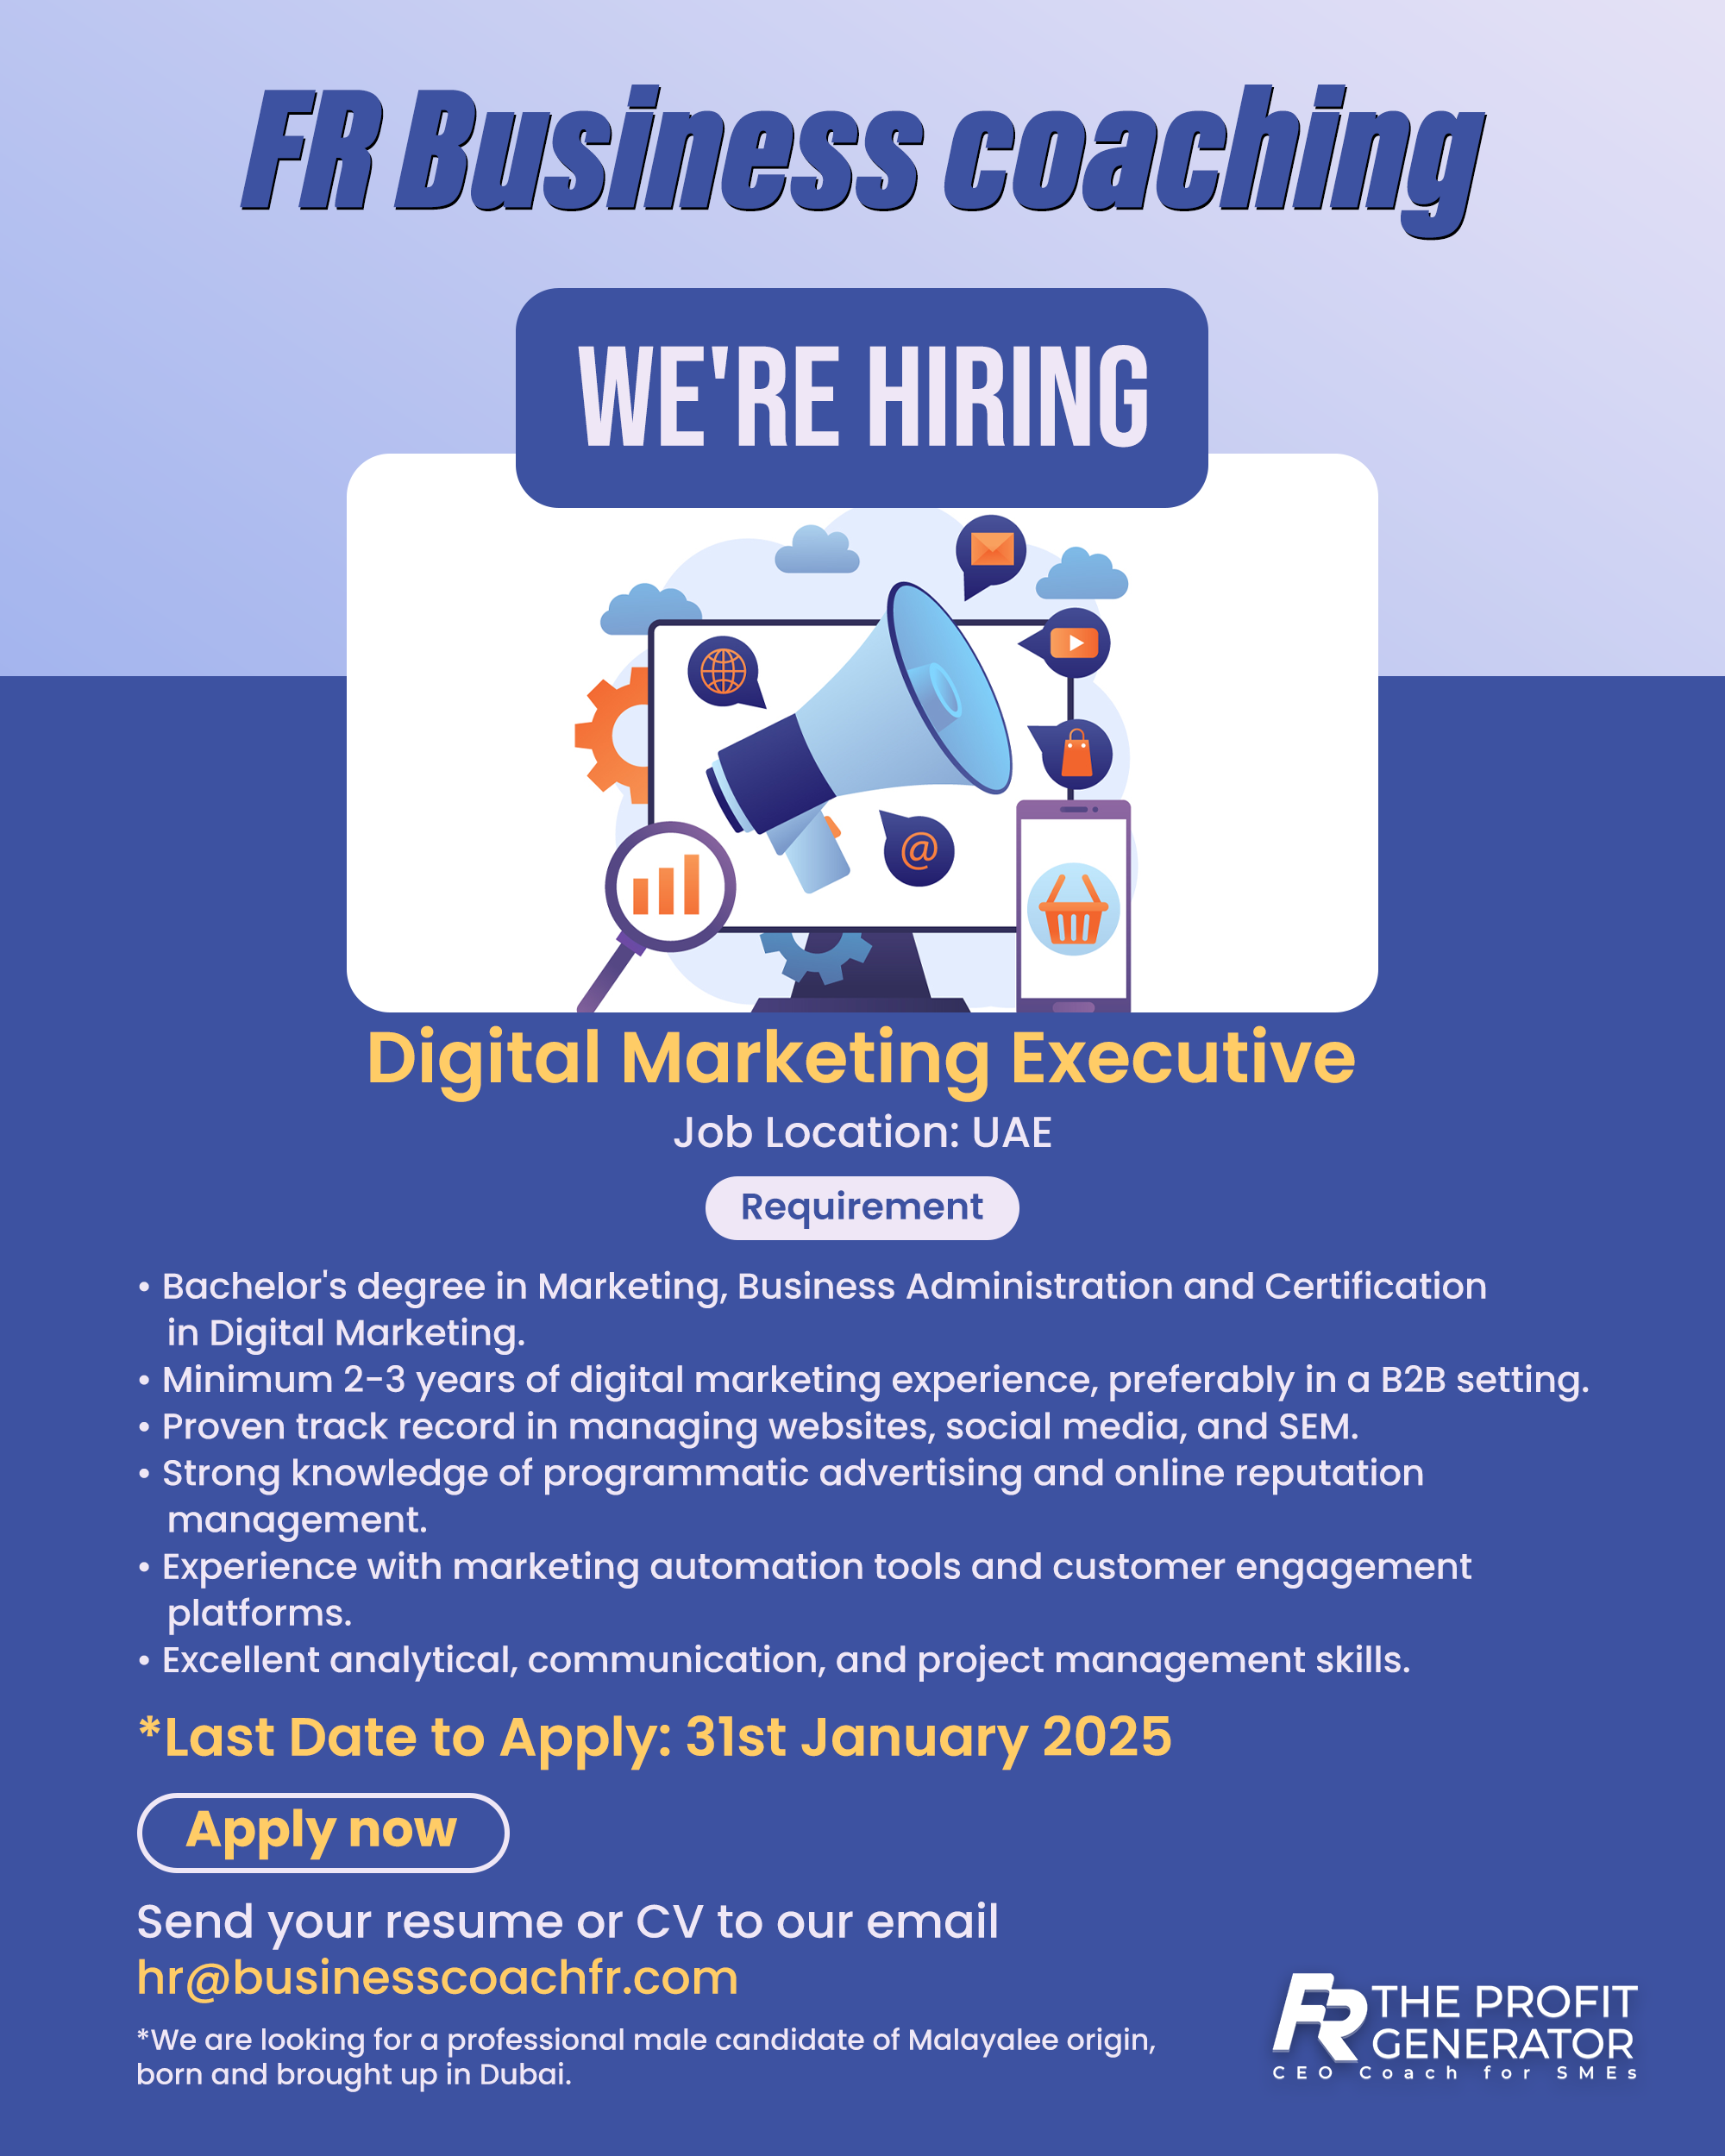 FR Business coaching
WE'RE HIRING
@
Digital Marketing Executive
Job Location: UAE
Requirement
• Bachelor's degree in Marketing, Business Administration and Certification
in Digital Marketing.
• Minimum 2-3 years of digital marketing experience, preferably in a B2B setting.
• Proven track record in managing websites, social media, and SEM.
• Strong knowledge of programmatic advertising and online reputation
management.
• Experience with marketing automation tools and customer engagement
platforms.
• Excellent analytical, communication, and project management skills.
*Last Date to Apply: 31st January 2025
Apply now
Send your resume or CV to our email
hr@businesscoachfr.com
*We are looking for a professional male candidate of Malayalee origin,
born and brought up in Dubai.
FR THE PROFIT
GENERATOR
CEO Coach for SMEs